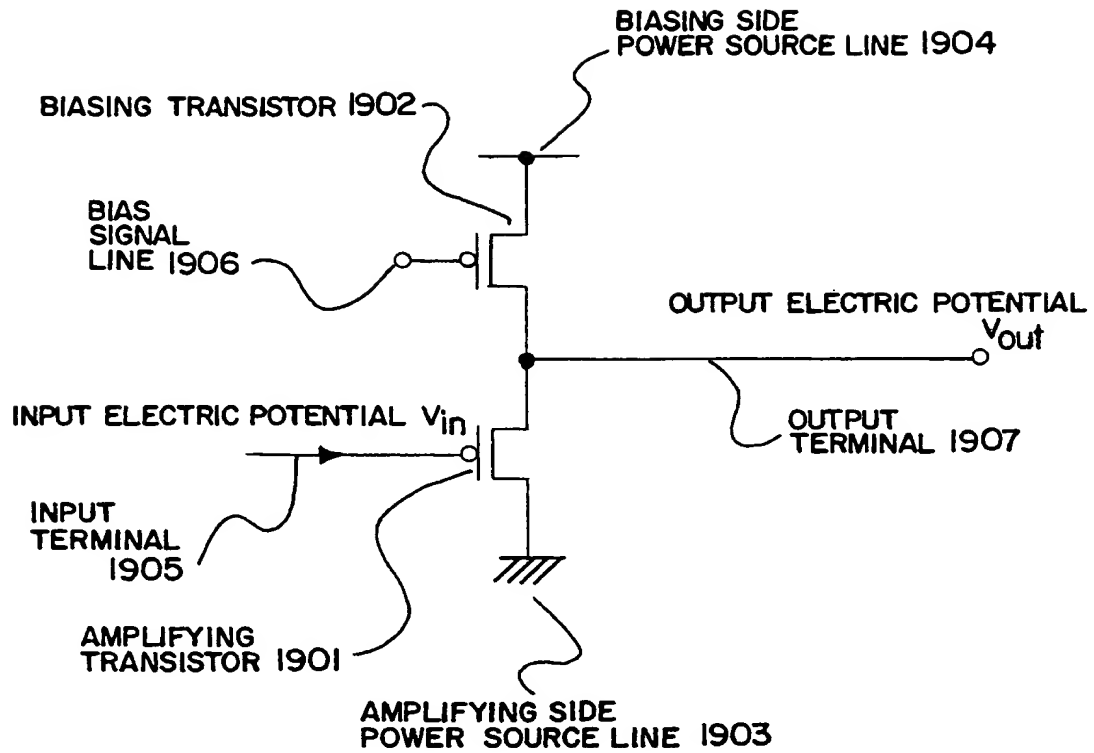 BIASING SIDE
POWER SOURCE LINE 1904
BIASING TRANSISTOR 1902
BIAS
SIGNAL
LINE 1906
OUTPUT ELECTRIC POTENTIAL
Vout
INPUT ELECTRIC POTENTIAL Vin
OUTPUT
TERMINAL 1907
INPUT
TERMINAL
1905
AMPLIFYING
TRANSISTOR 1901
AMPLIFYING SIDE
POWER SOURCE LINE 1903